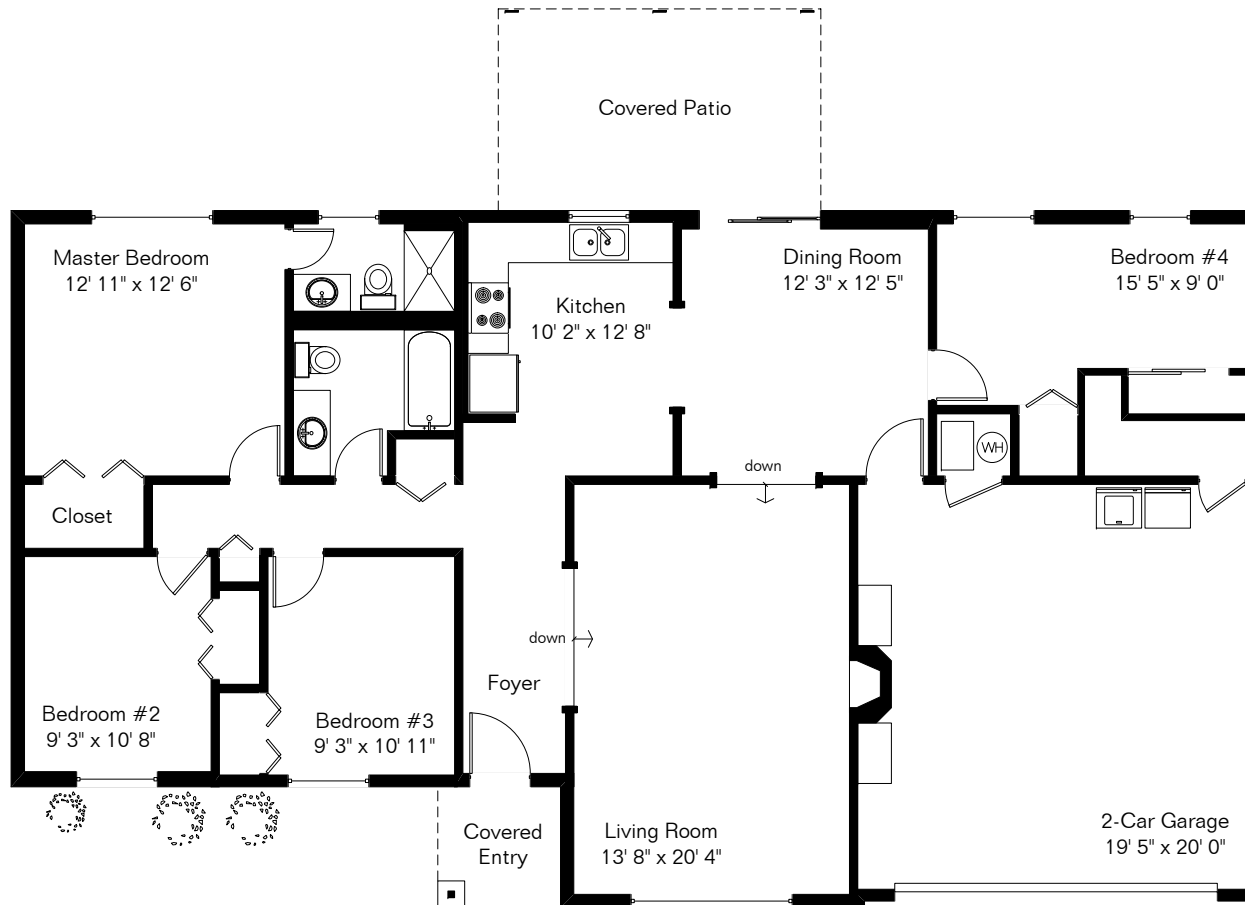 Covered Patio
Master Bedroom
12' 11" x 12' 6"
Kitchen
10' 2" x 12' 8"
Dining Room
12' 3" x 12' 5"
Bedroom #4
15' 5" x 9' 0"
WH
down
Closet
down
Foyer
Bedroom #2
9' 3" x 10' 8"
Bedroom #3
9' 3" x 10' 11"
Covered
Entry
Living Room
13' 8" x 20' 4"
2-Car Garage
19' 5" x 20' 0"